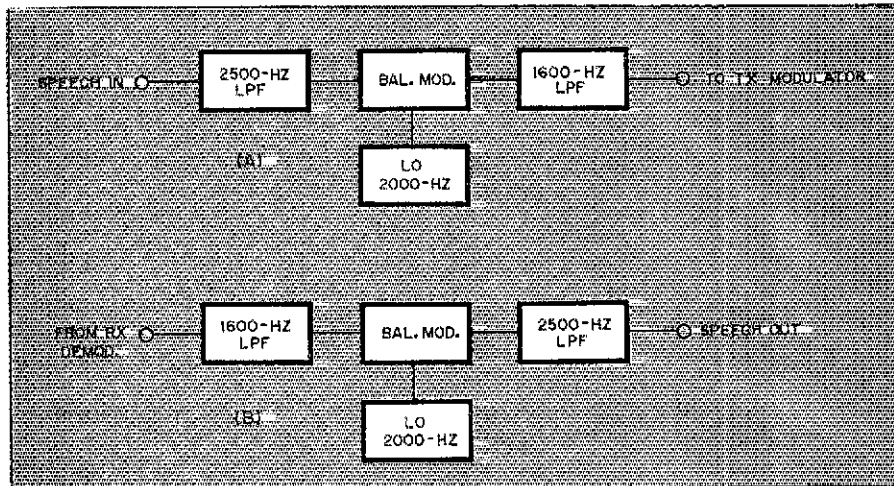 SPEECH IN
2500-HZ
LPF
BAL. MOD.
1600-HZ
LPF
TO TX MODULATOR
(A)
LO
2000-HZ
FROM RX
DEMOD.
1600-HZ
LPF
BAL. MOD.
2500-HZ
LPF
SPEECH OUT
(B)
LO
2000-HZ